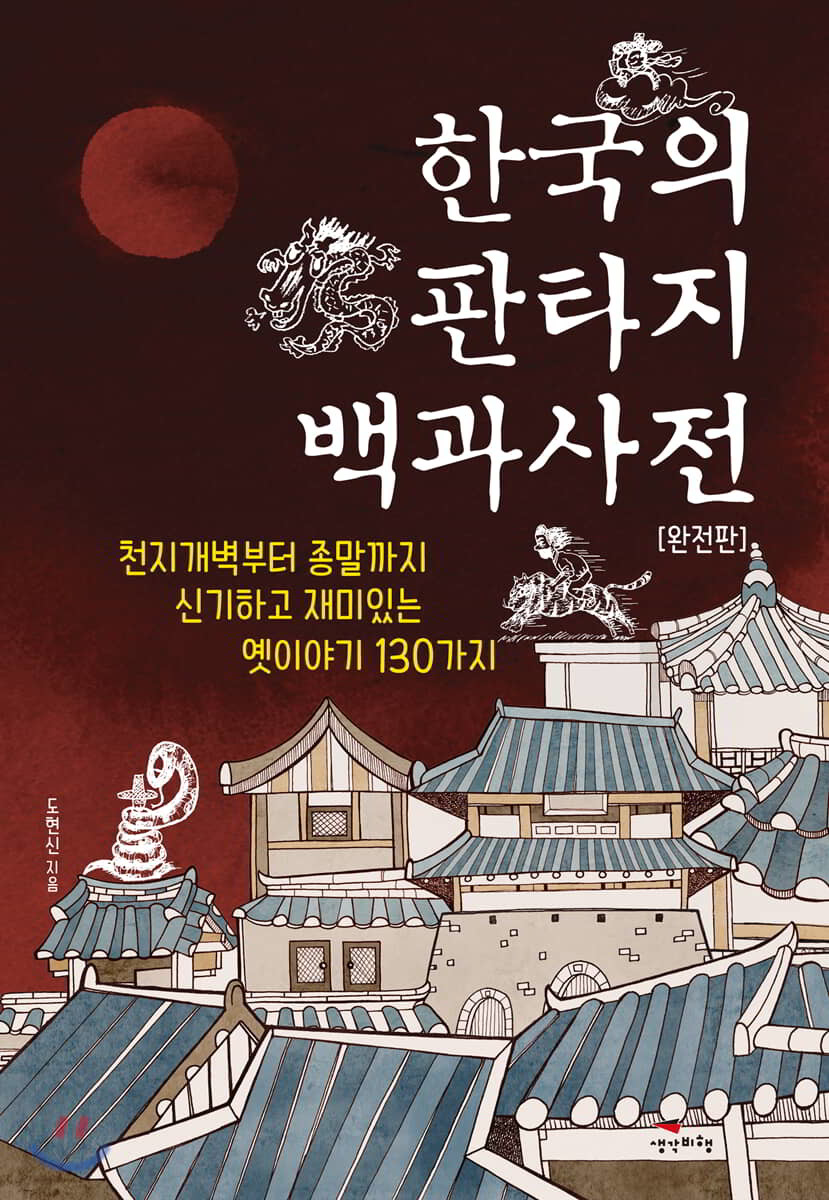 한국의
판타지
백과사전
[완전판]
천지개벽부터 종말까지
신기하고 재미있는
옛이야기 130가지
도현신 지음
생각비행